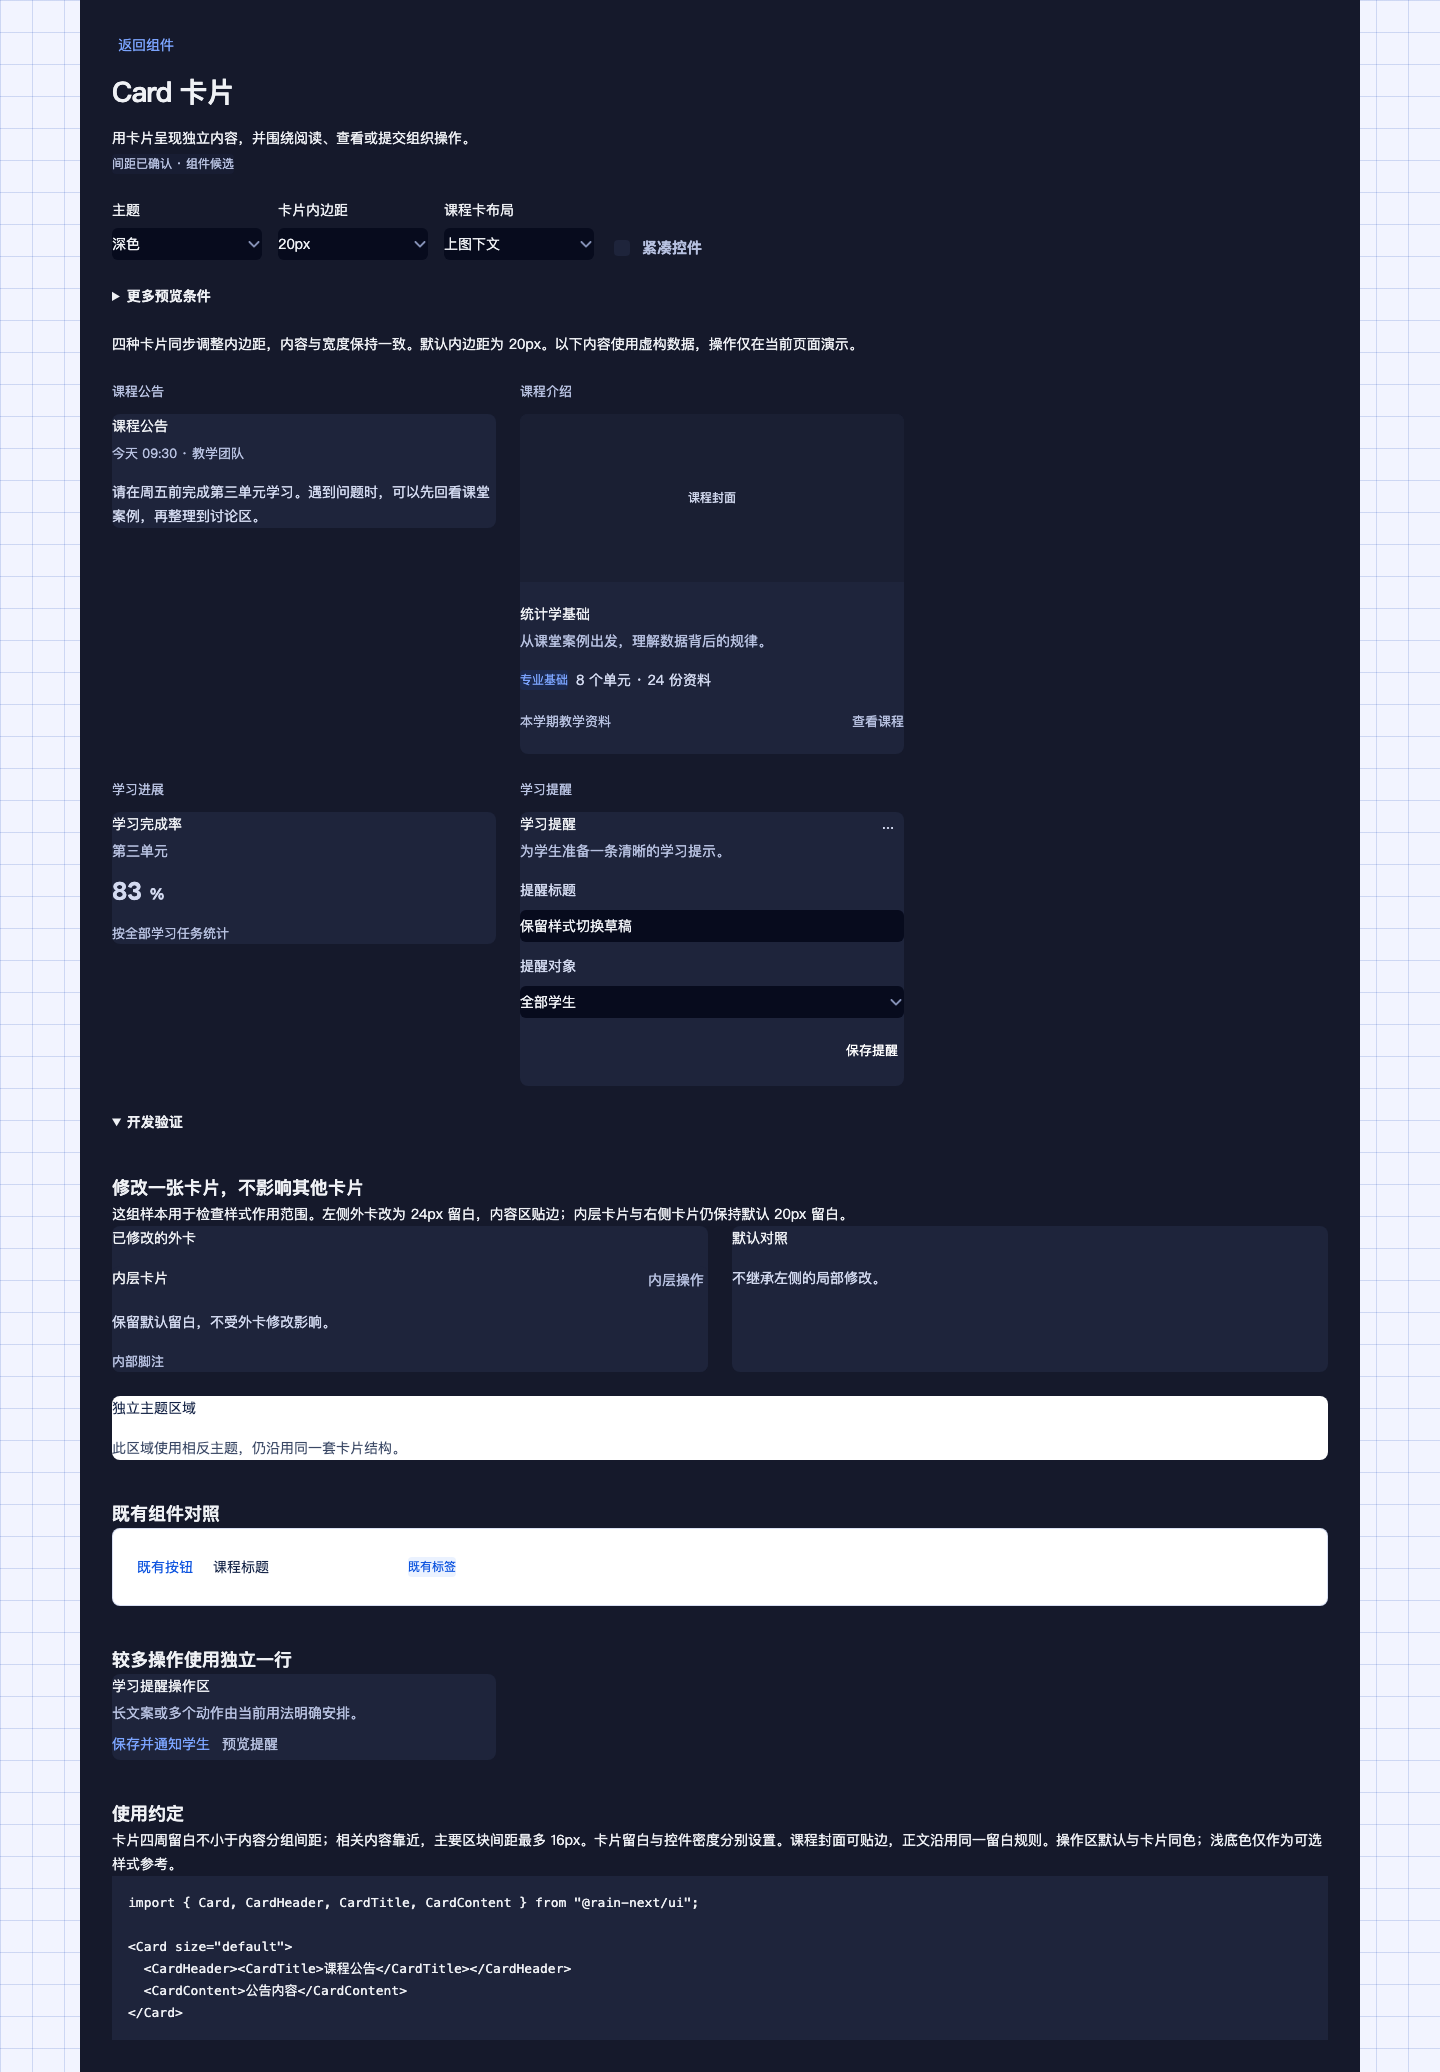 返回组件
Card 卡片
用卡片呈现独立内容，并围绕阅读、查看或提交组织操作。
间距已确认 · 组件候选
主题
卡片内边距
课程卡布局
深色
20px
上图下文
紧凑控件
更多预览条件
四种卡片同步调整内边距，内容与宽度保持一致。默认内边距为 20px。以下内容使用虚构数据，操作仅在当前页面演示。
课程公告
课程公告
今天 09:30 · 教学团队
请在周五前完成第三单元学习。遇到问题时，可以先回看课堂
案例，再整理到讨论区。
课程介绍
课程封面
统计学基础
从课堂案例出发，理解数据背后的规律。
专业基础 8 个单元 · 24 份资料
本学期教学资料
查看课程
学习进展
学习完成率
第三单元
83 %
按全部学习任务统计
学习提醒
学习提醒
...
为学生准备一条清晰的学习提示。
提醒标题
保留样式切换草稿
提醒对象
全部学生
保存提醒
开发验证
修改一张卡片，不影响其他卡片
这组样本用于检查样式作用范围。左侧外卡改为 24px 留白，内容区贴边；内层卡片与右侧卡片仍保持默认 20px 留白。
已修改的外卡
内层卡片
内层操作
保留默认留白，不受外卡修改影响。
内部脚注
默认对照
不继承左侧的局部修改。
独立主题区域
此区域使用相反主题，仍沿用同一套卡片结构。
既有组件对照
既有按钮
课程标题
既有标签
较多操作使用独立一行
学习提醒操作区
长文案或多个动作由当前用法明确安排。
保存并通知学生 预览提醒
使用约定
卡片四周留白不小于内容分组间距；相关内容靠近，主要区块间距最多 16px。卡片留白与控件密度分别设置。课程封面可贴边，正文沿用同一留白规则。操作区默认与卡片同色；浅底色仅作为可选
样式参考。
import { Card, CardHeader, CardTitle, CardContent } from "@rain-next/ui";
<Card size="default">
  <CardHeader><CardTitle>课程公告</CardTitle></CardHeader>
  <CardContent>公告内容</CardContent>
</Card>